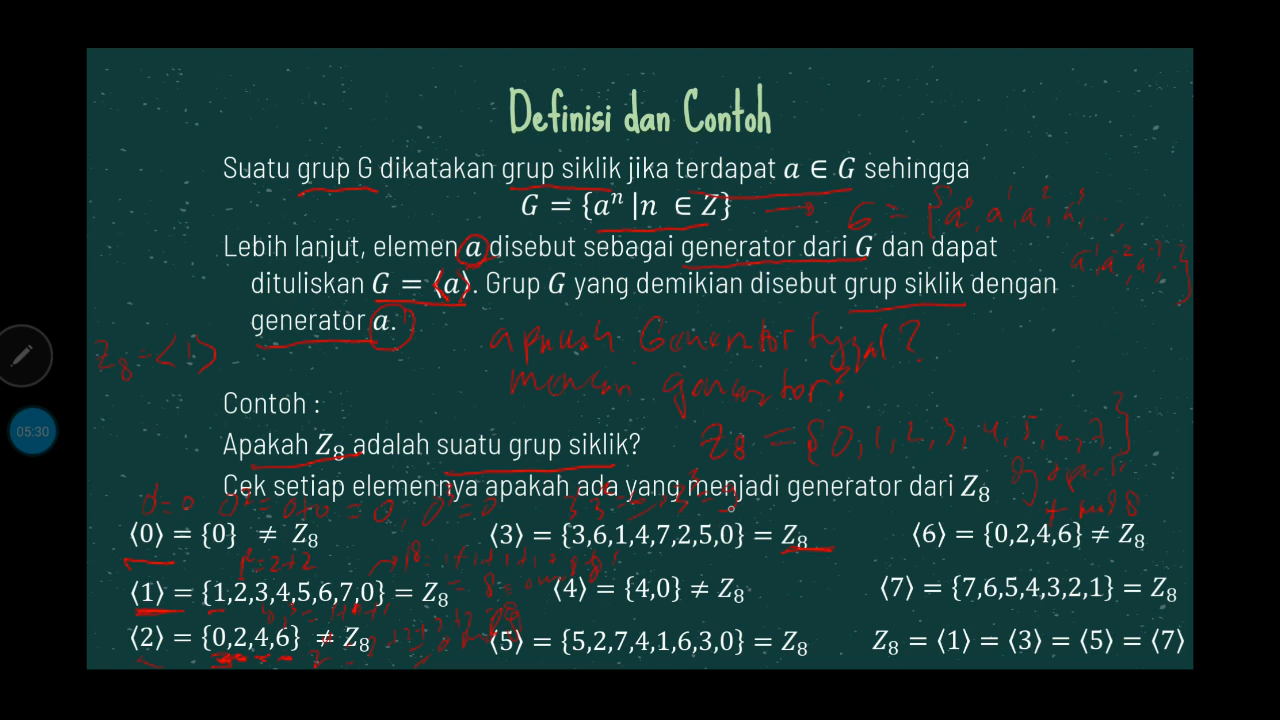 Definisi dan Contoh
Suatu grup G dikatakan grup siklik jika terdapat 𝑎 ∈ 𝐺 sehingga
𝐺 = {𝑎ⁿ |𝑛 ∈ 𝑍}
→ G = {a⁰, a¹, a², a³, ...,
Lebih lanjut, elemen 𝑎 disebut sebagai generator dari 𝐺 dan dapat
dituliskan 𝐺 = ⟨𝑎⟩. Grup 𝐺 yang demikian disebut grup siklik dengan
generator 𝑎.
apakah Generator tunggal?
Z₈ = <1>
mencari generator?
Contoh :
Apakah 𝑍₈ adalah suatu grup siklik?
Z₈ = {0, 1, 2, 3, 4, 5, 6, 7}
Cek setiap elemennya apakah ada yang menjadi generator dari 𝑍₈
05:30
⟨0⟩ = {0} ≠ 𝑍₈
⟨1⟩ = {1,2,3,4,5,6,7,0} = 𝑍₈
⟨2⟩ = {0,2,4,6} ≠ 𝑍₈
⟨3⟩ = {3,6,1,4,7,2,5,0} = 𝑍₈
⟨4⟩ = {4,0} ≠ 𝑍₈
⟨5⟩ = {5,2,7,4,1,6,3,0} = 𝑍₈
⟨6⟩ = {0,2,4,6} ≠ 𝑍₈
⟨7⟩ = {7,6,5,4,3,2,1} = 𝑍₈
𝑍₈ = ⟨1⟩ = ⟨3⟩ = ⟨5⟩ = ⟨7⟩